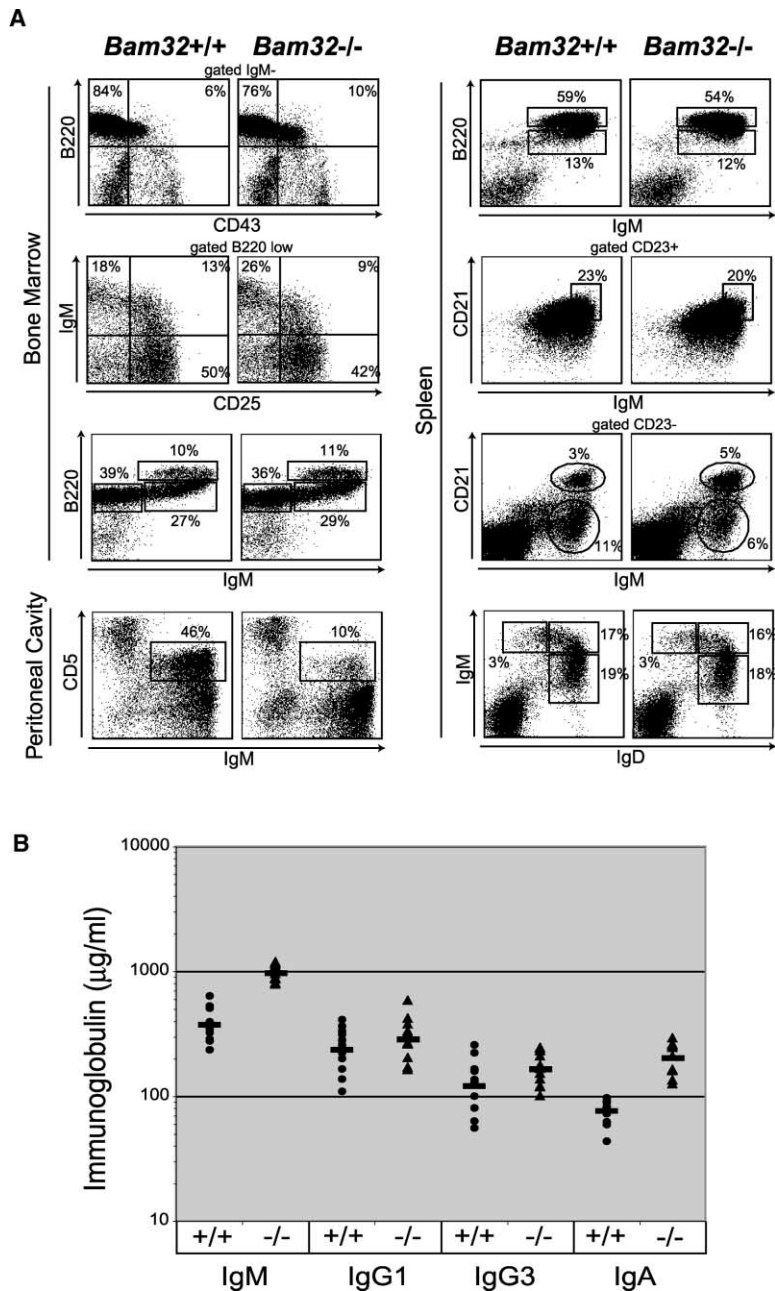 A
Bam32+/+ Bam32-/- Bam32+/+ Bam32-/-
Bone Marrow
gated IgM-
84% 6% 76% 10%
B220
CD43
gated B220 low
18% 13% 26% 9%
50% 42%
IgM
CD25
39% 10% 27%
36% 11% 29%
B220
IgM
Peritoneal Cavity
46% 10%
CD5
IgM
Spleen
59% 54%
13% 12%
B220
IgM
gated CD23+
23% 20%
CD21
IgM
gated CD23-
3% 5%
11% 6%
CD21
IgM
17% 16%
3% 3%
19% 18%
IgM
IgD
B
Immunoglobulin (µg/ml)
10000
1000
100
10
+/+ -/- +/+ -/- +/+ -/- +/+ -/-
IgM IgG1 IgG3 IgA